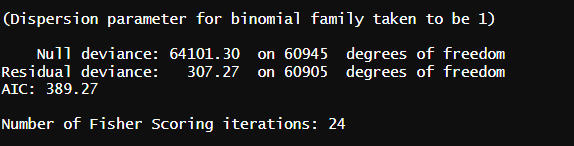 (Dispersion parameter for binomial family taken to be 1)
Null deviance: 64101.30  on 60945  degrees of freedom
Residual deviance:   307.27  on 60905  degrees of freedom
AIC: 389.27
Number of Fisher Scoring iterations: 24